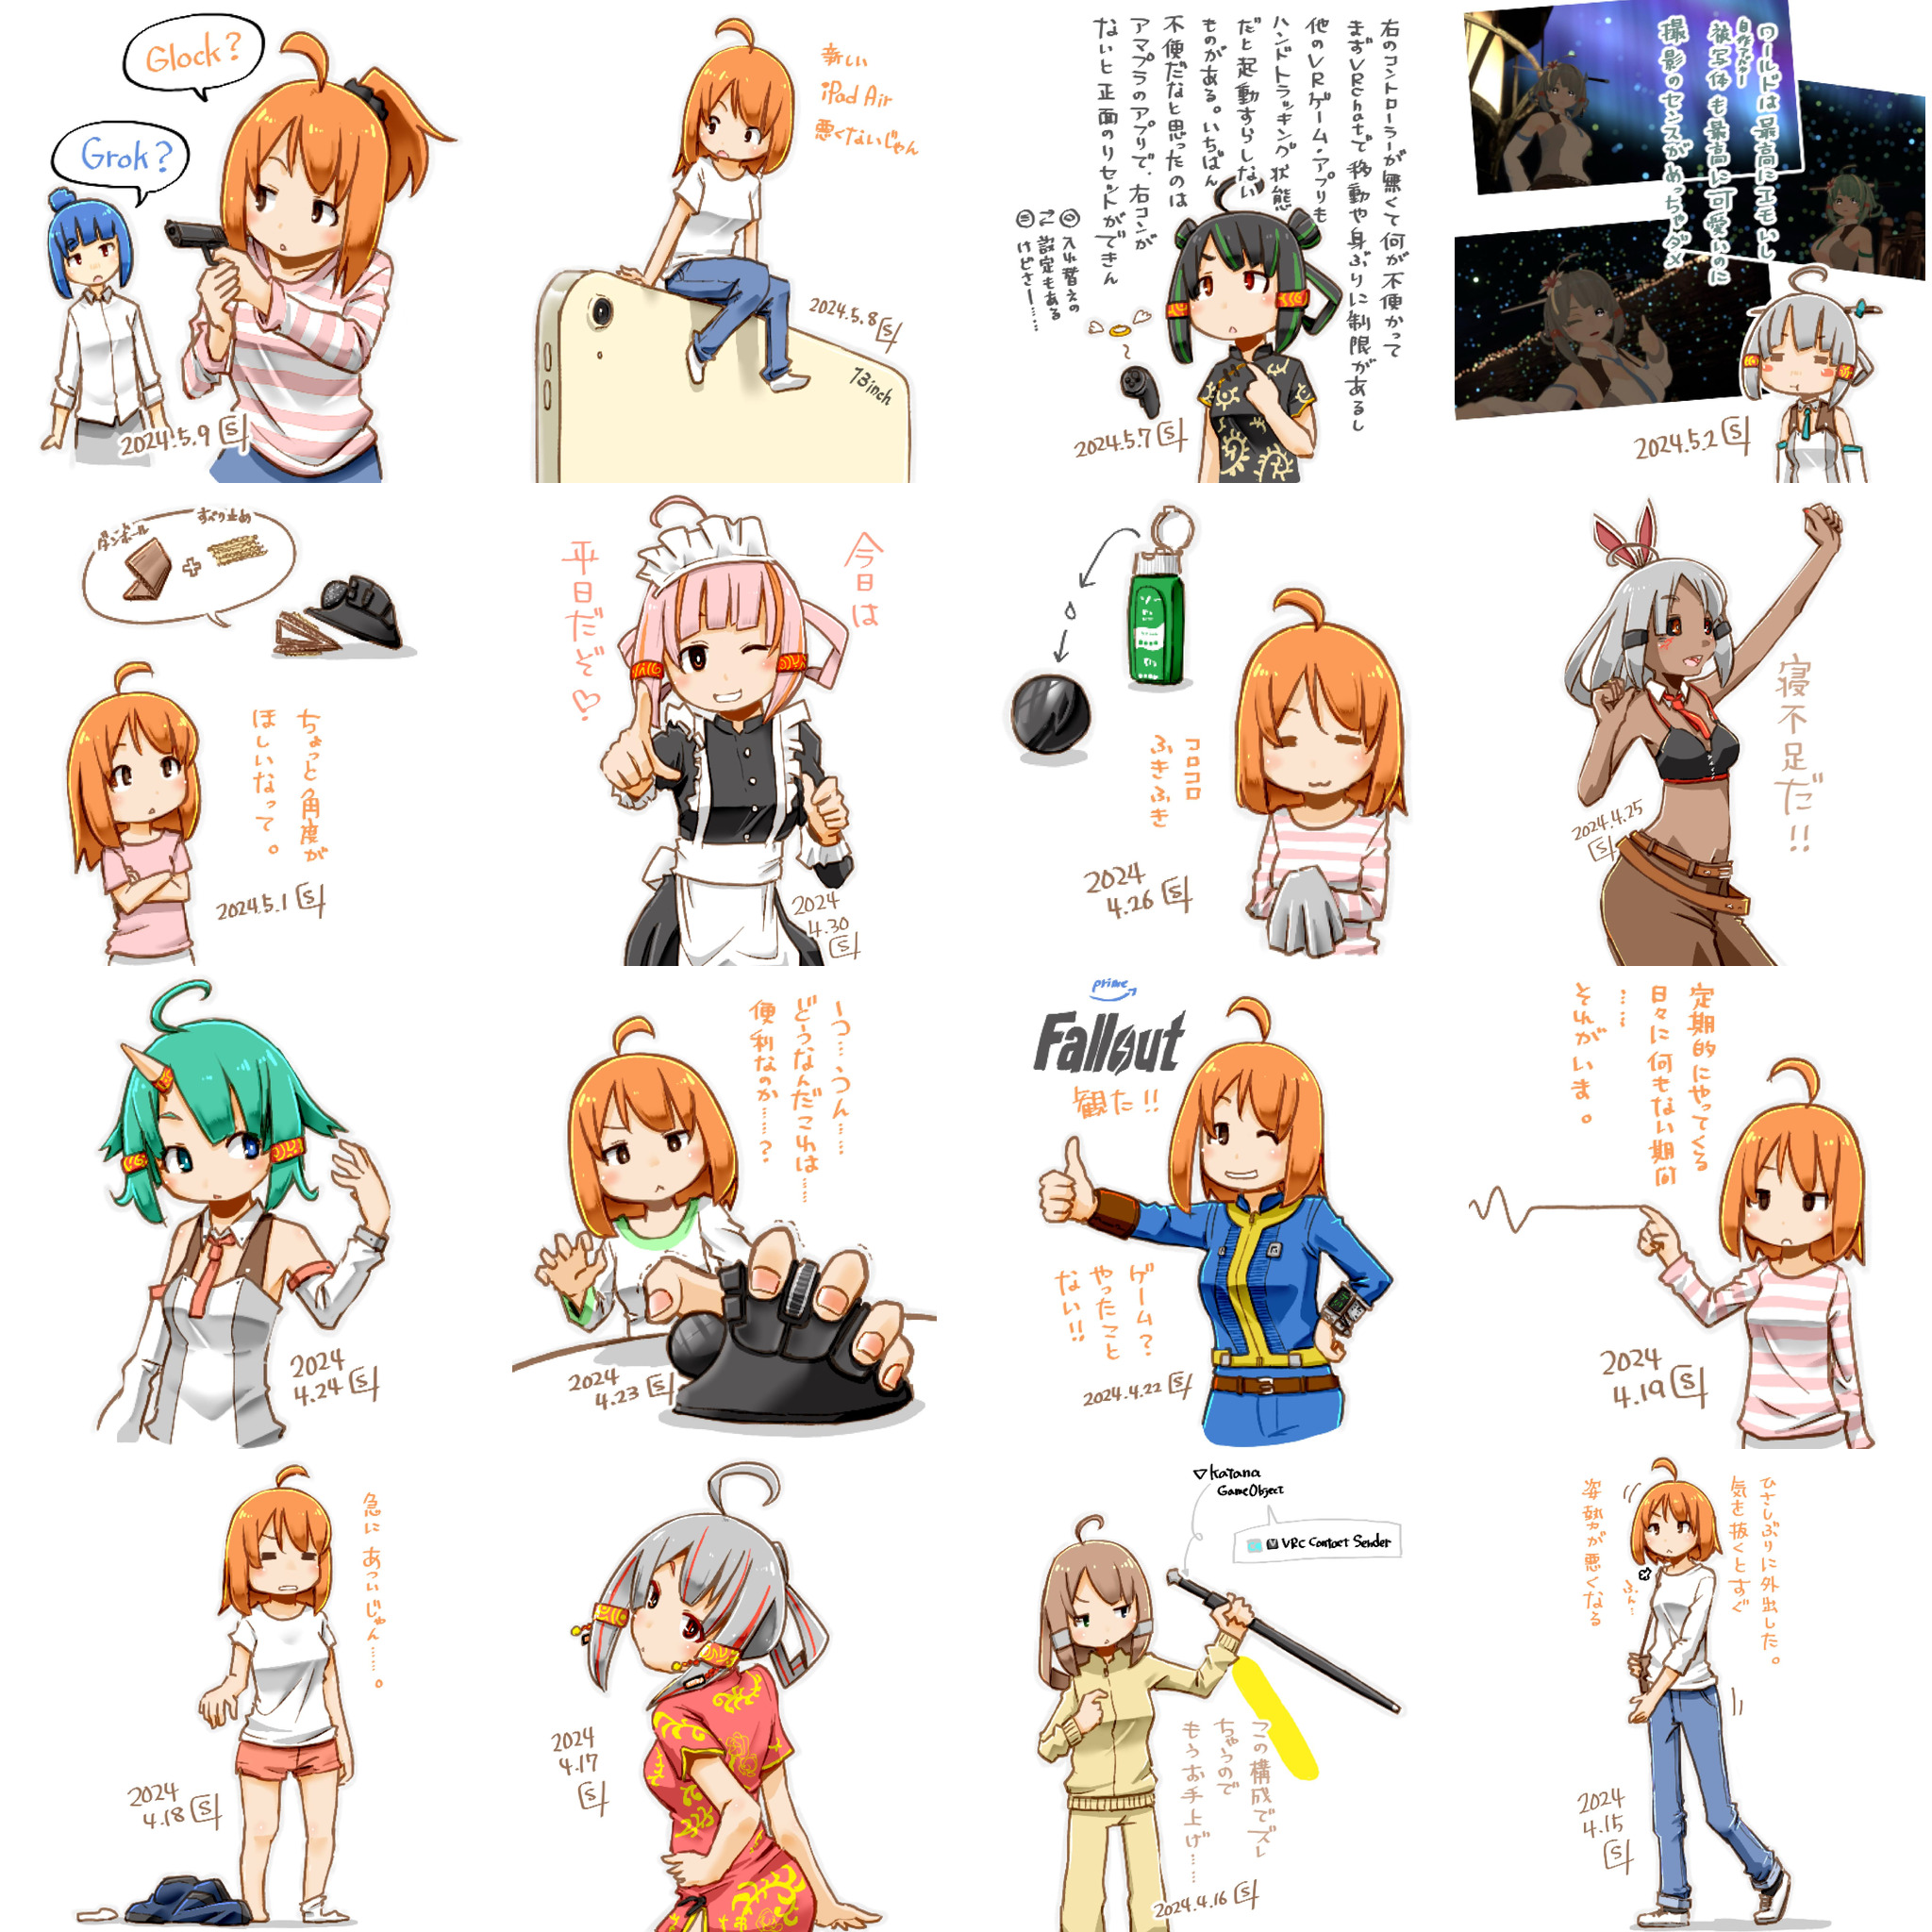 Glock?
Grok?
2024.5.9
新しい
iPad Air
悪くないじゃん
2024.5.8
13inch
右のコントローラーが無くて何が不便かって
まずVRChatで移動や身ぶりに制限があるし
他のVRゲーム・アプリも
ハンドトラッキング状態
だと起動すらしない
ものがある。いちばん
不便だなと思ったのは
アマプラのアプリで、右コンが
ないと正面のリセットができん
入れ替えの
設定もある
けどさー……
2024.5.7
ワールドは最高にエモいし
自作アバター
被写体も最高に可愛いのに
撮影のセンスがめっちゃダメ
2024.5.2
ダンボール
すべり止め
ちょっと角度が
ほしいなって。
2024.5.1
今日は
平日だぞ♡
2024
4.30
コロコロ
ふきふき
2024
4.26
寝不足だ!!
2024.4.25
2024
4.24
うっ…うん……
どうなんだこれは……
便利なのか……?
2024
4.23
prime
Fallout
観た!!
ゲーム?
やったこと
ない!!
2024.4.22
定期的にやってくる
日々に何もない期間
……
それがいま。
2024
4.19
急にあついじゃん……。
2024
4.18
2024
4.17
▽Katana
GameObject
VRC Contact Sender
この構成でズレ
ちゃうので
もうお手上げ……
2024.4.16
ひさしぶりに外出した。
気を抜くとすぐ
姿勢が悪くなる
ふん…
2024
4.15